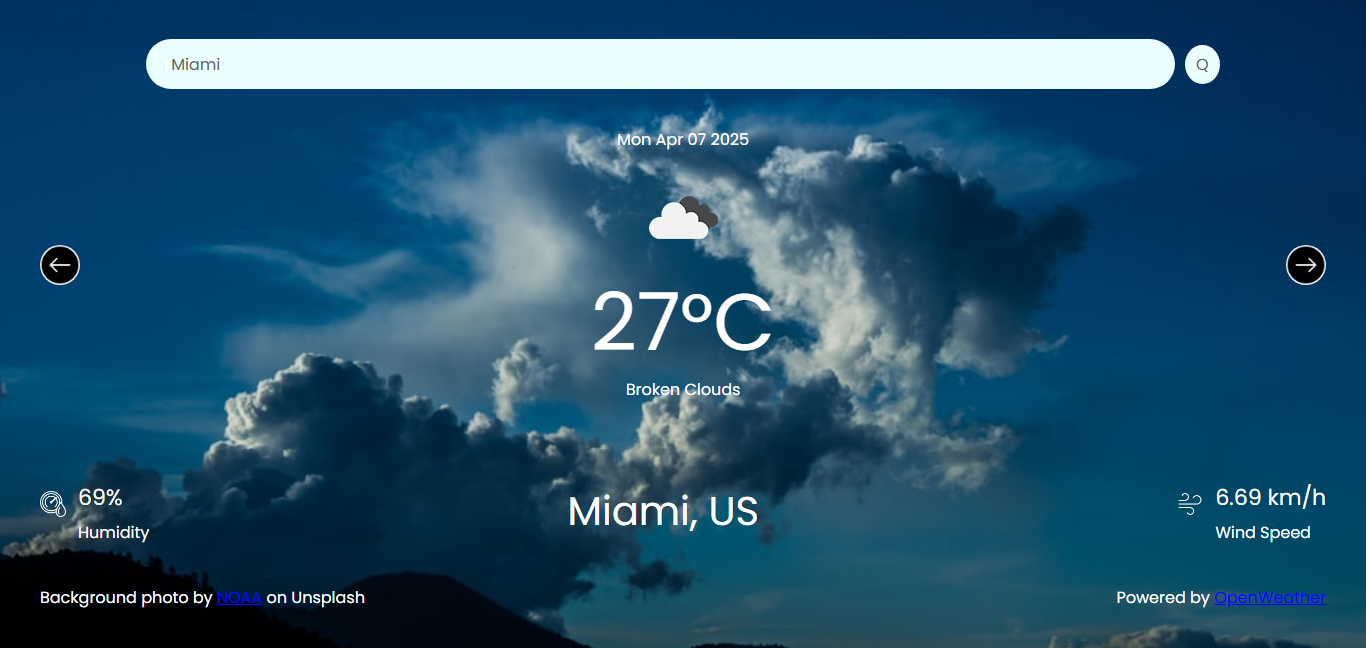 Miami
Q
Mon Apr 07 2025
27°C
Broken Clouds
69%
Humidity
Miami, US
6.69 km/h
Wind Speed
Background photo by NOAA on Unsplash
Powered by OpenWeather